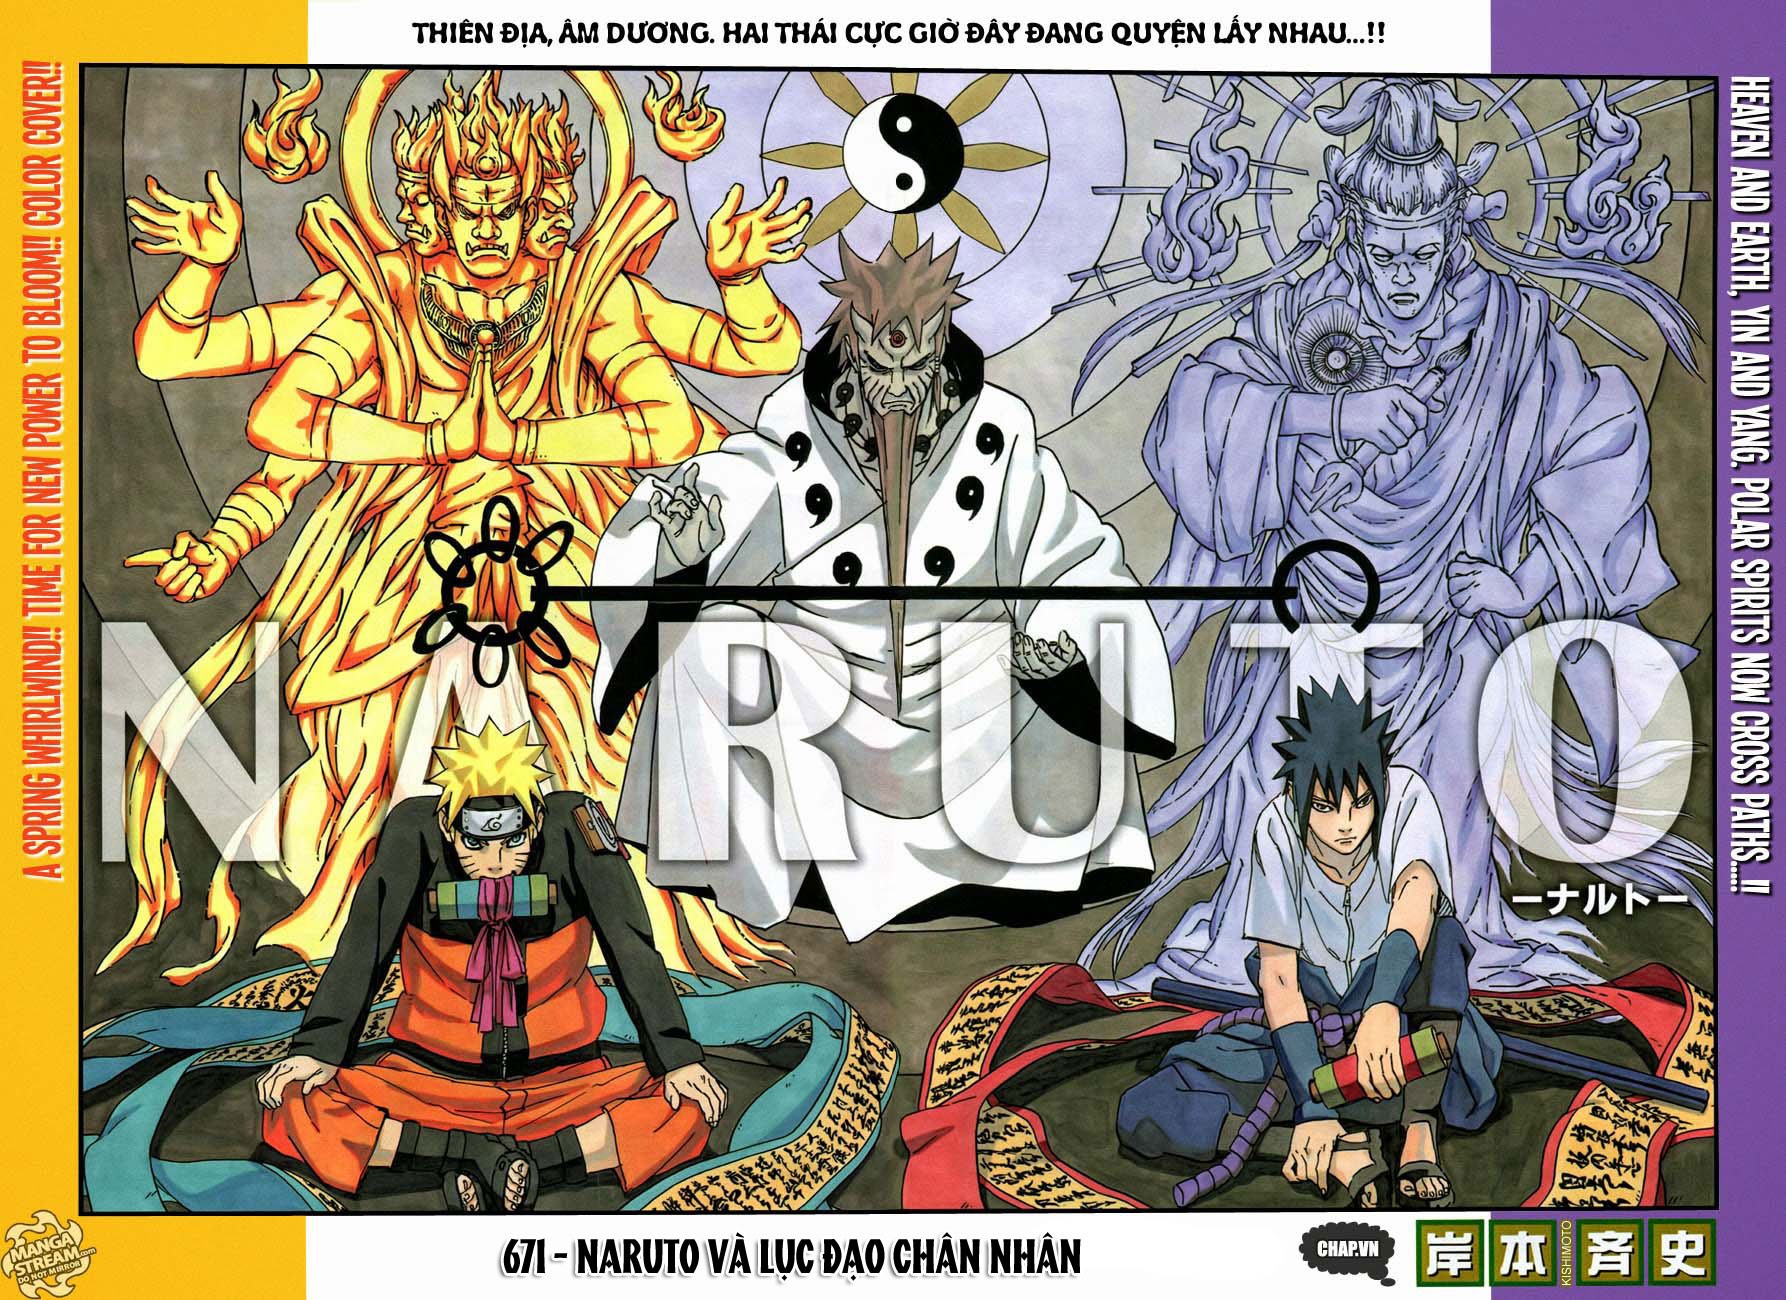 THIÊN ĐỊA, ÂM DƯƠNG. HAI THÁI CỰC GIỜ ĐÂY ĐANG QUYỆN LẤY NHAU...!!
A SPRING WHIRLWIND!! TIME FOR NEW POWER TO BLOOM!! COLOR COVER!!
HEAVEN AND EARTH, YIN AND YANG. POLAR SPIRITS NOW CROSS PATHS...!!
NARUTO
ーナルトー
火
671 - NARUTO VÀ LỤC ĐẠO CHÂN NHÂN
CHAP.VN
岸本斉史
KISHIMOTO
MANGA
STREAM.com
DO NOT MIRROR